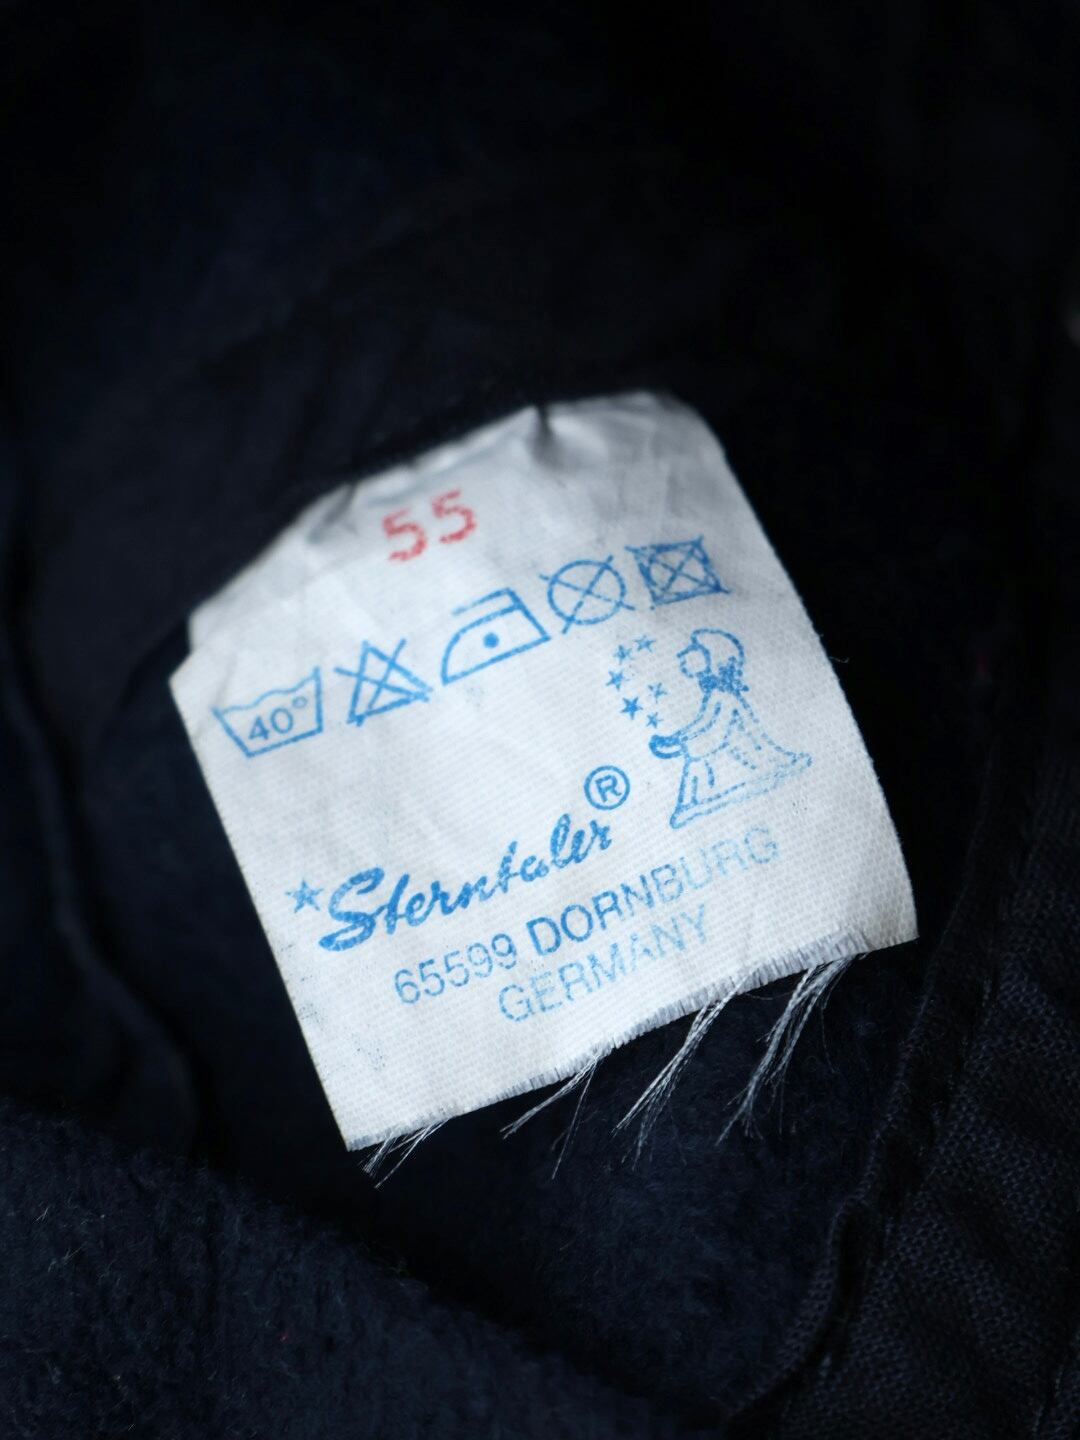 55
40°
Sterntaler®
65599 DORNBURG
GERMANY